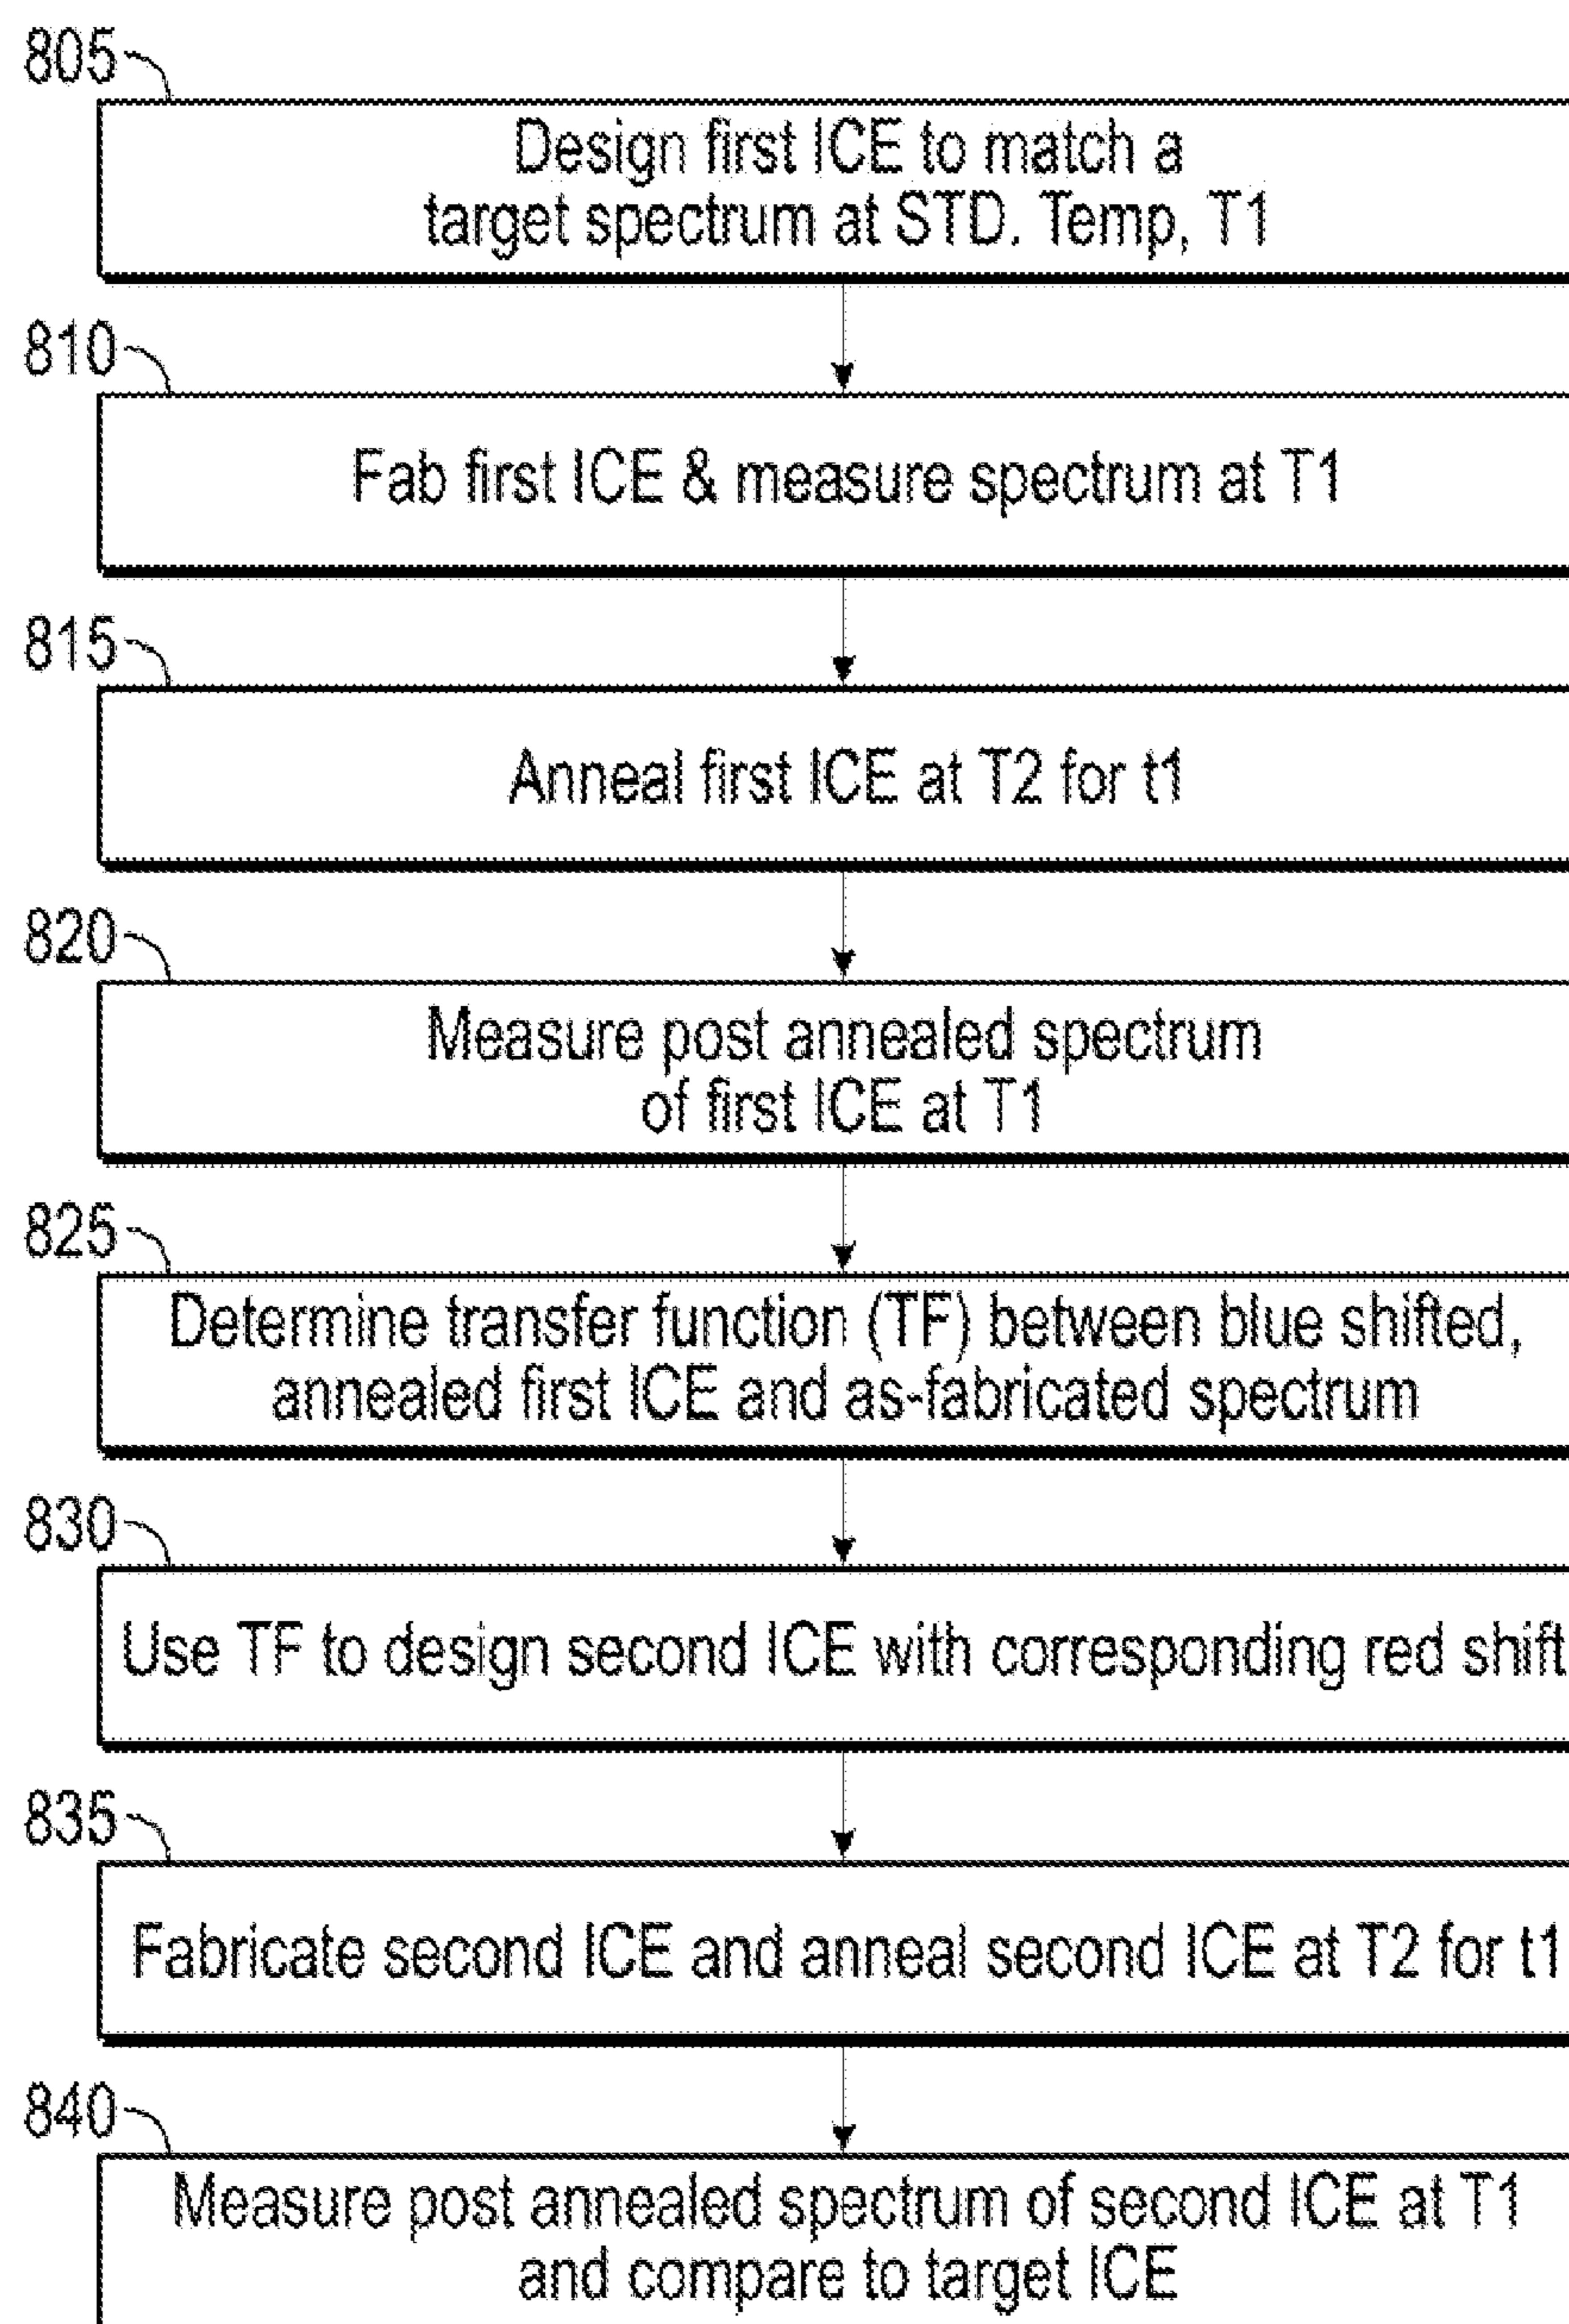 805
Design first ICE to match a
target spectrum at STD. Temp, T1
810
Fab first ICE & measure spectrum at T1
815
Anneal first ICE at T2 for t1
820
Measure post annealed spectrum
of first ICE at T1
825
Determine transfer function (TF) between blue shifted,
annealed first ICE and as-fabricated spectrum
830
Use TF to design second ICE with corresponding red shift
835
Fabricate second ICE and anneal second ICE at T2 for t1
840
Measure post annealed spectrum of second ICE at T1
and compare to target ICE